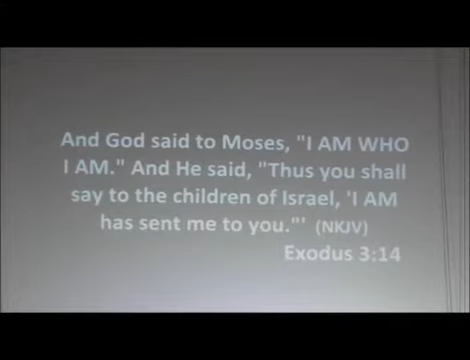 And God said to Moses, "I AM WHO
I AM." And He said, "Thus you shall
say to the children of Israel, 'I AM
has sent me to you."' (NKJV)
Exodus 3:14